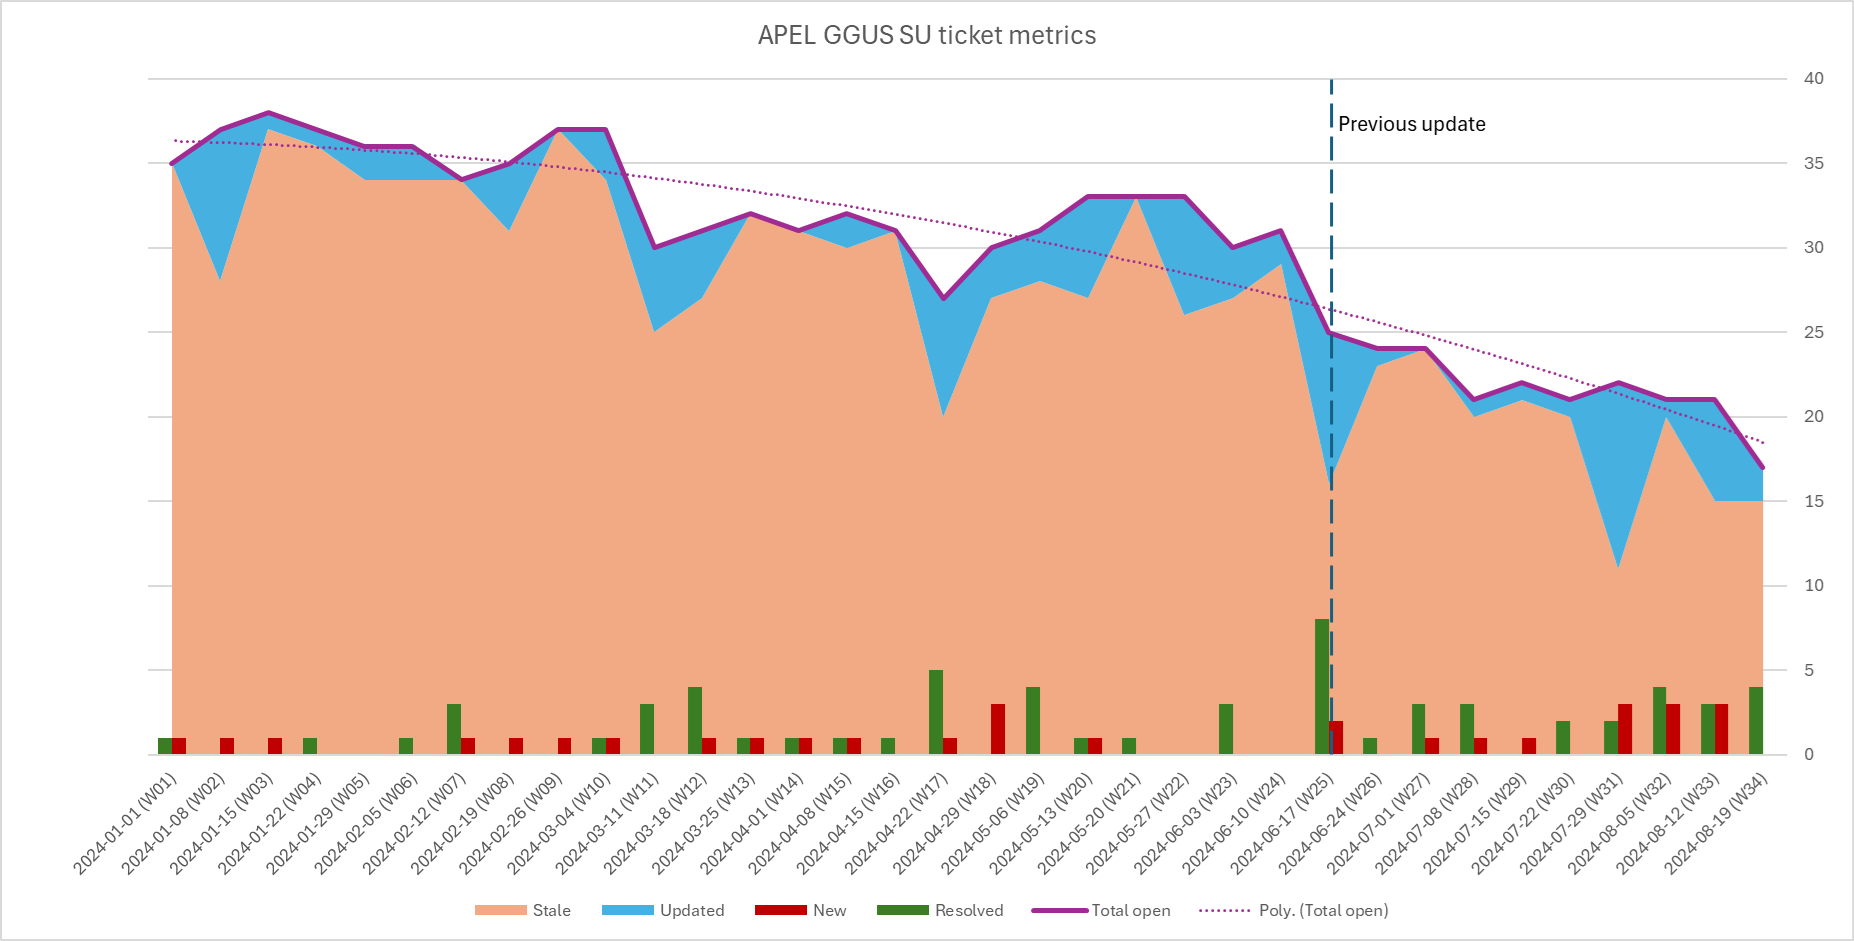 APEL GGUS SU ticket metrics
40
Previous update
35
30
25
20
15
10
5
0
2024-01-01 (W01)
2024-01-08 (W02)
2024-01-15 (W03)
2024-01-22 (W04)
2024-01-29 (W05)
2024-02-05 (W06)
2024-02-12 (W07)
2024-02-19 (W08)
2024-02-26 (W09)
2024-03-04 (W10)
2024-03-11 (W11)
2024-03-18 (W12)
2024-03-25 (W13)
2024-04-01 (W14)
2024-04-08 (W15)
2024-04-15 (W16)
2024-04-22 (W17)
2024-04-29 (W18)
2024-05-06 (W19)
2024-05-13 (W20)
2024-05-20 (W21)
2024-05-27 (W22)
2024-06-03 (W23)
2024-06-10 (W24)
2024-06-17 (W25)
2024-06-24 (W26)
2024-07-01 (W27)
2024-07-08 (W28)
2024-07-15 (W29)
2024-07-22 (W30)
2024-07-29 (W31)
2024-08-05 (W32)
2024-08-12 (W33)
2024-08-19 (W34)
Stale Updated New Resolved Total open Poly. (Total open)